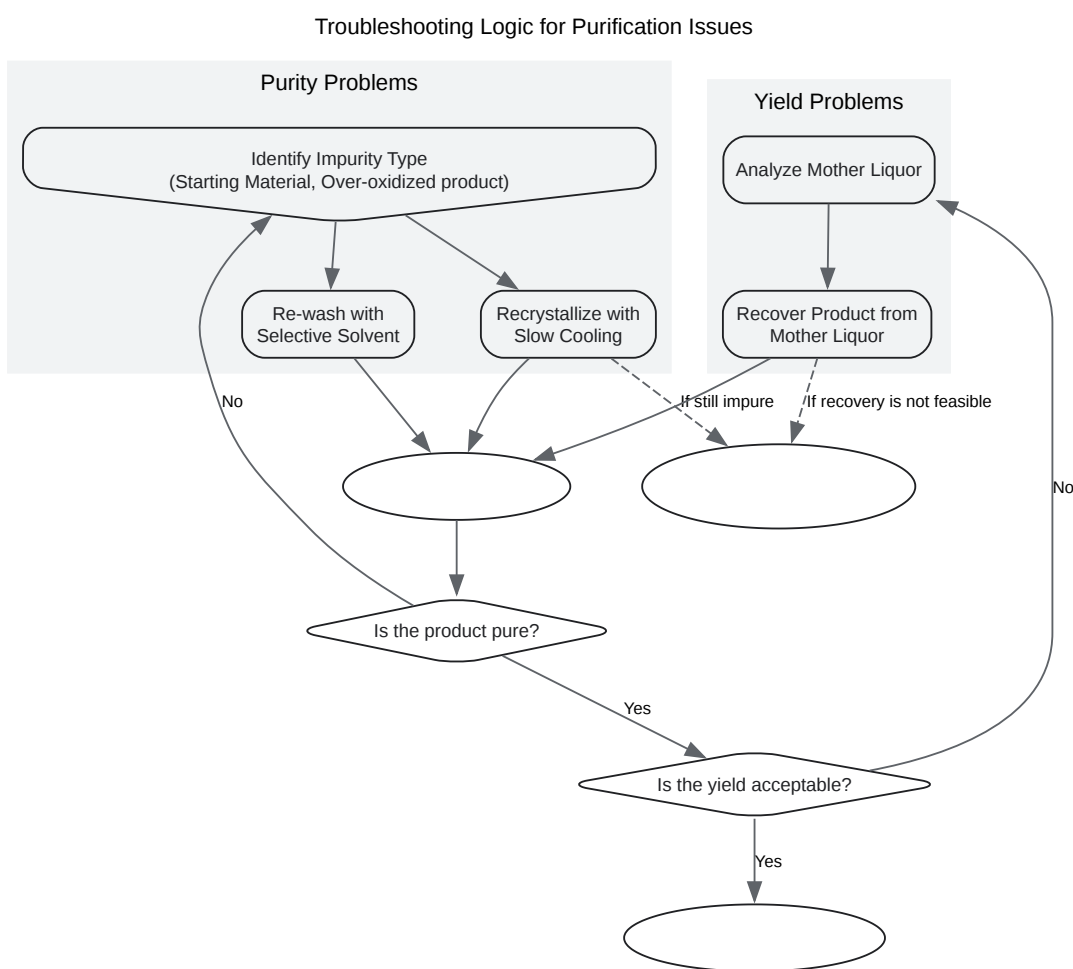 Troubleshooting Logic for Purification Issues
Purity Problems
Yield Problems
Identify Impurity Type
(Starting Material, Over-oxidized product)
Analyze Mother Liquor
Re-wash with
Selective Solvent
Recrystallize with
Slow Cooling
Recover Product from
Mother Liquor
No
If still impure
If recovery is not feasible
No
Is the product pure?
Yes
Is the yield acceptable?
Yes